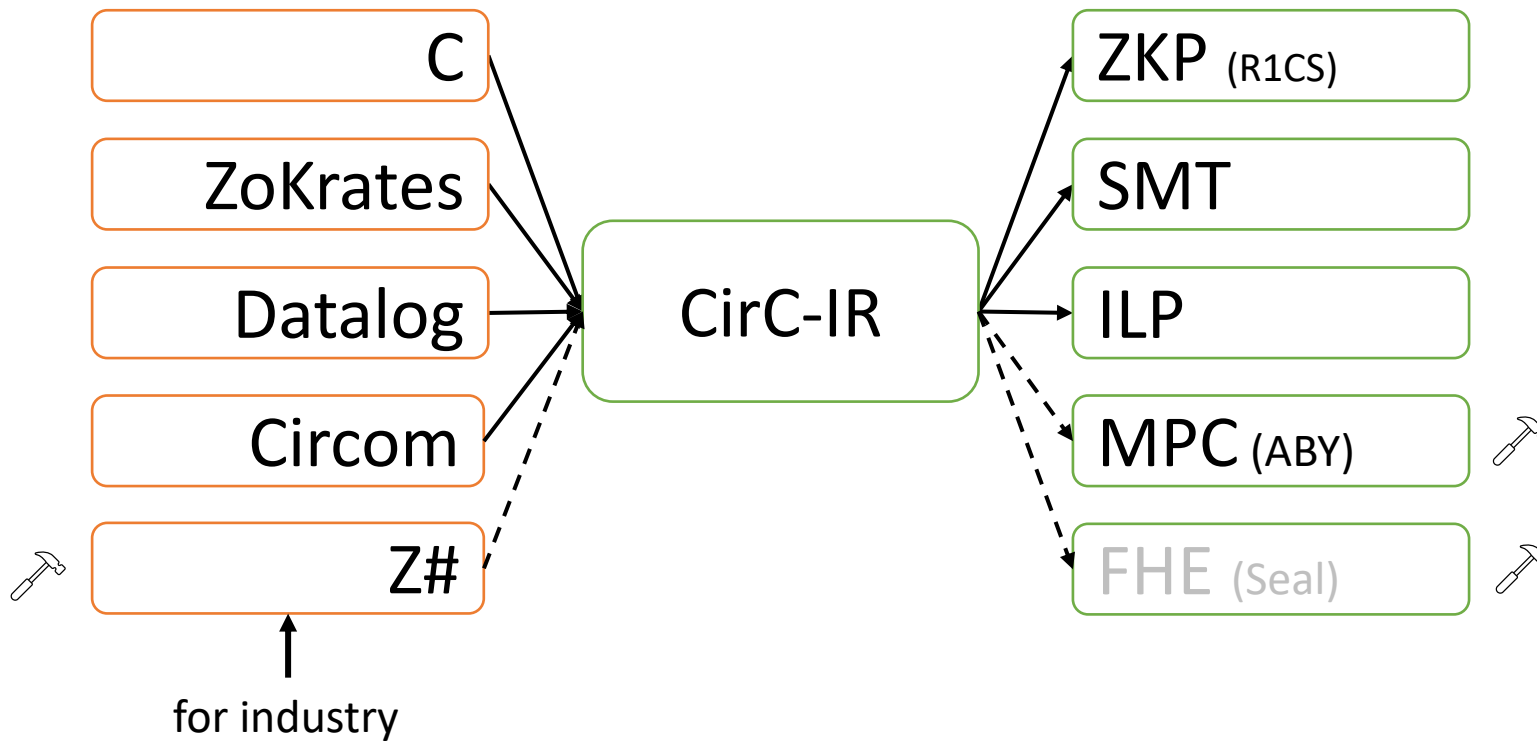 C
ZoKrates
Datalog
Circom
Z#
for industry
CirC-IR
ZKP (R1CS)
SMT
ILP
MPC (ABY)
FHE (Seal)